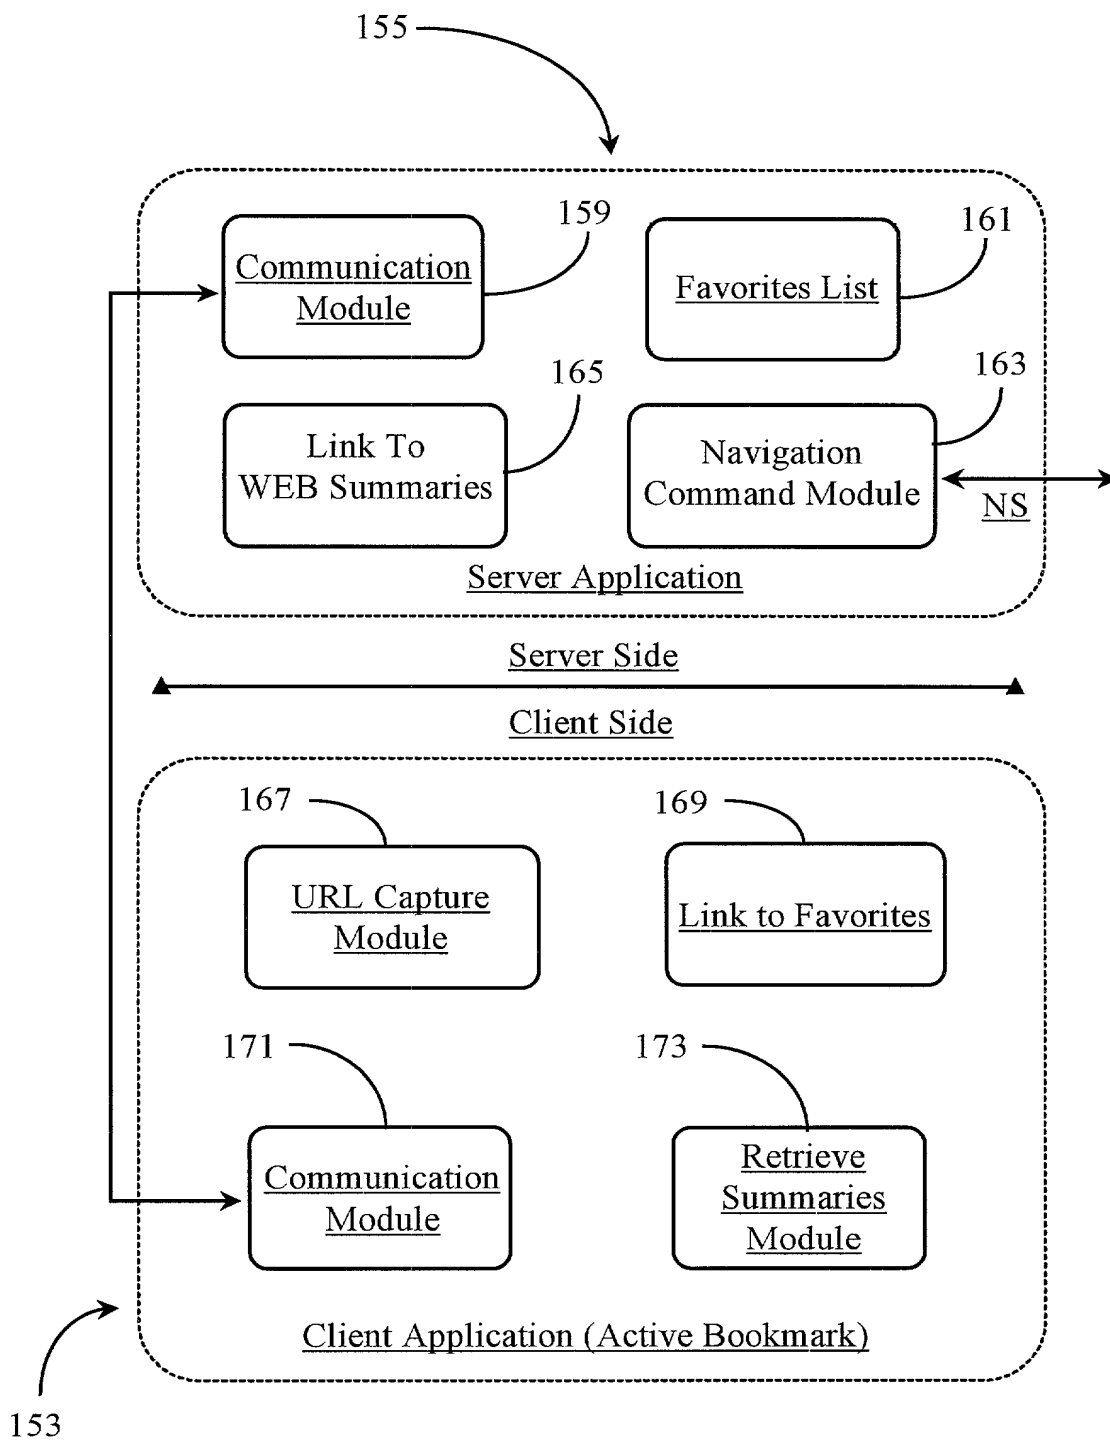 155
159
161
Communication
Module
Favorites List
165
163
Link To
WEB Summaries
Navigation
Command Module
NS
Server Application
Server Side
Client Side
167
169
URL Capture
Module
Link to Favorites
171
173
Communication
Module
Retrieve
Summaries
Module
Client Application (Active Bookmark)
153